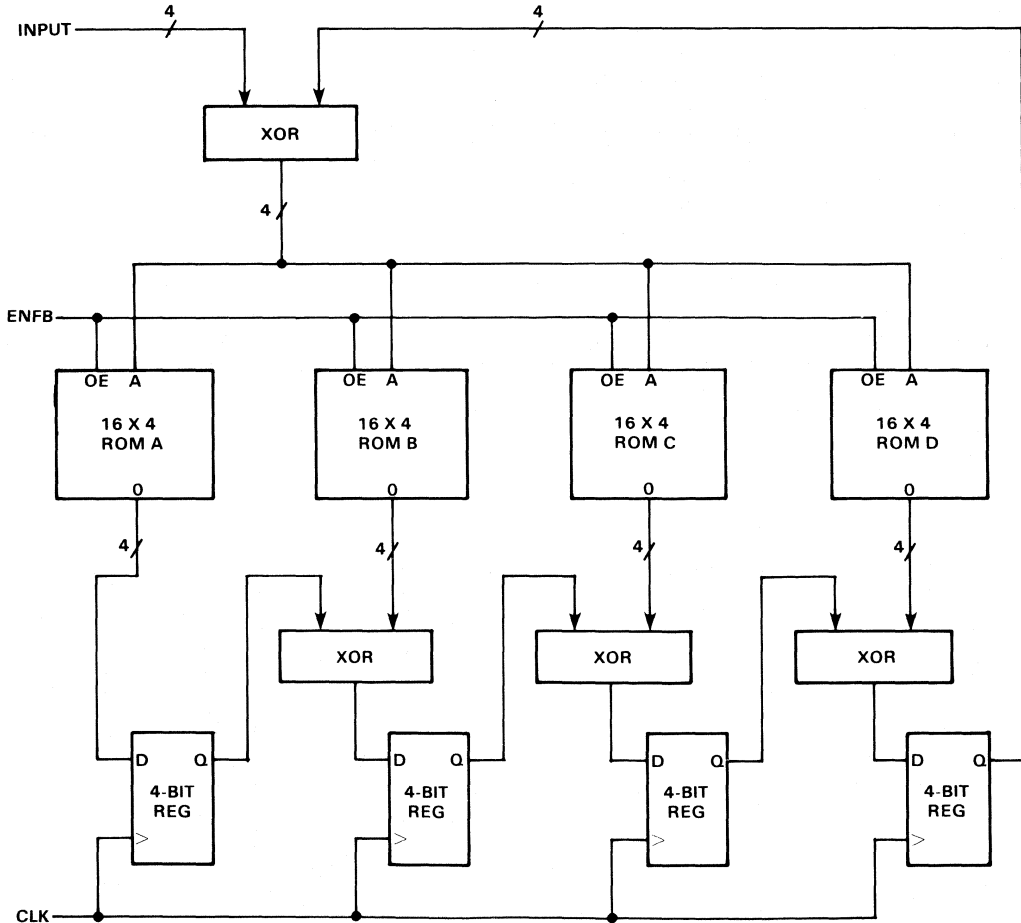 4
4
INPUT
XOR
4
ENFB
OE A
OE A
OE A
OE A
16 X 4
ROM A
16 X 4
ROM B
16 X 4
ROM C
16 X 4
ROM D
0
0
0
0
4
4
4
4
XOR
XOR
XOR
D Q
4-BIT
REG
>
D Q
4-BIT
REG
>
D Q
4-BIT
REG
>
D Q
4-BIT
REG
>
CLK